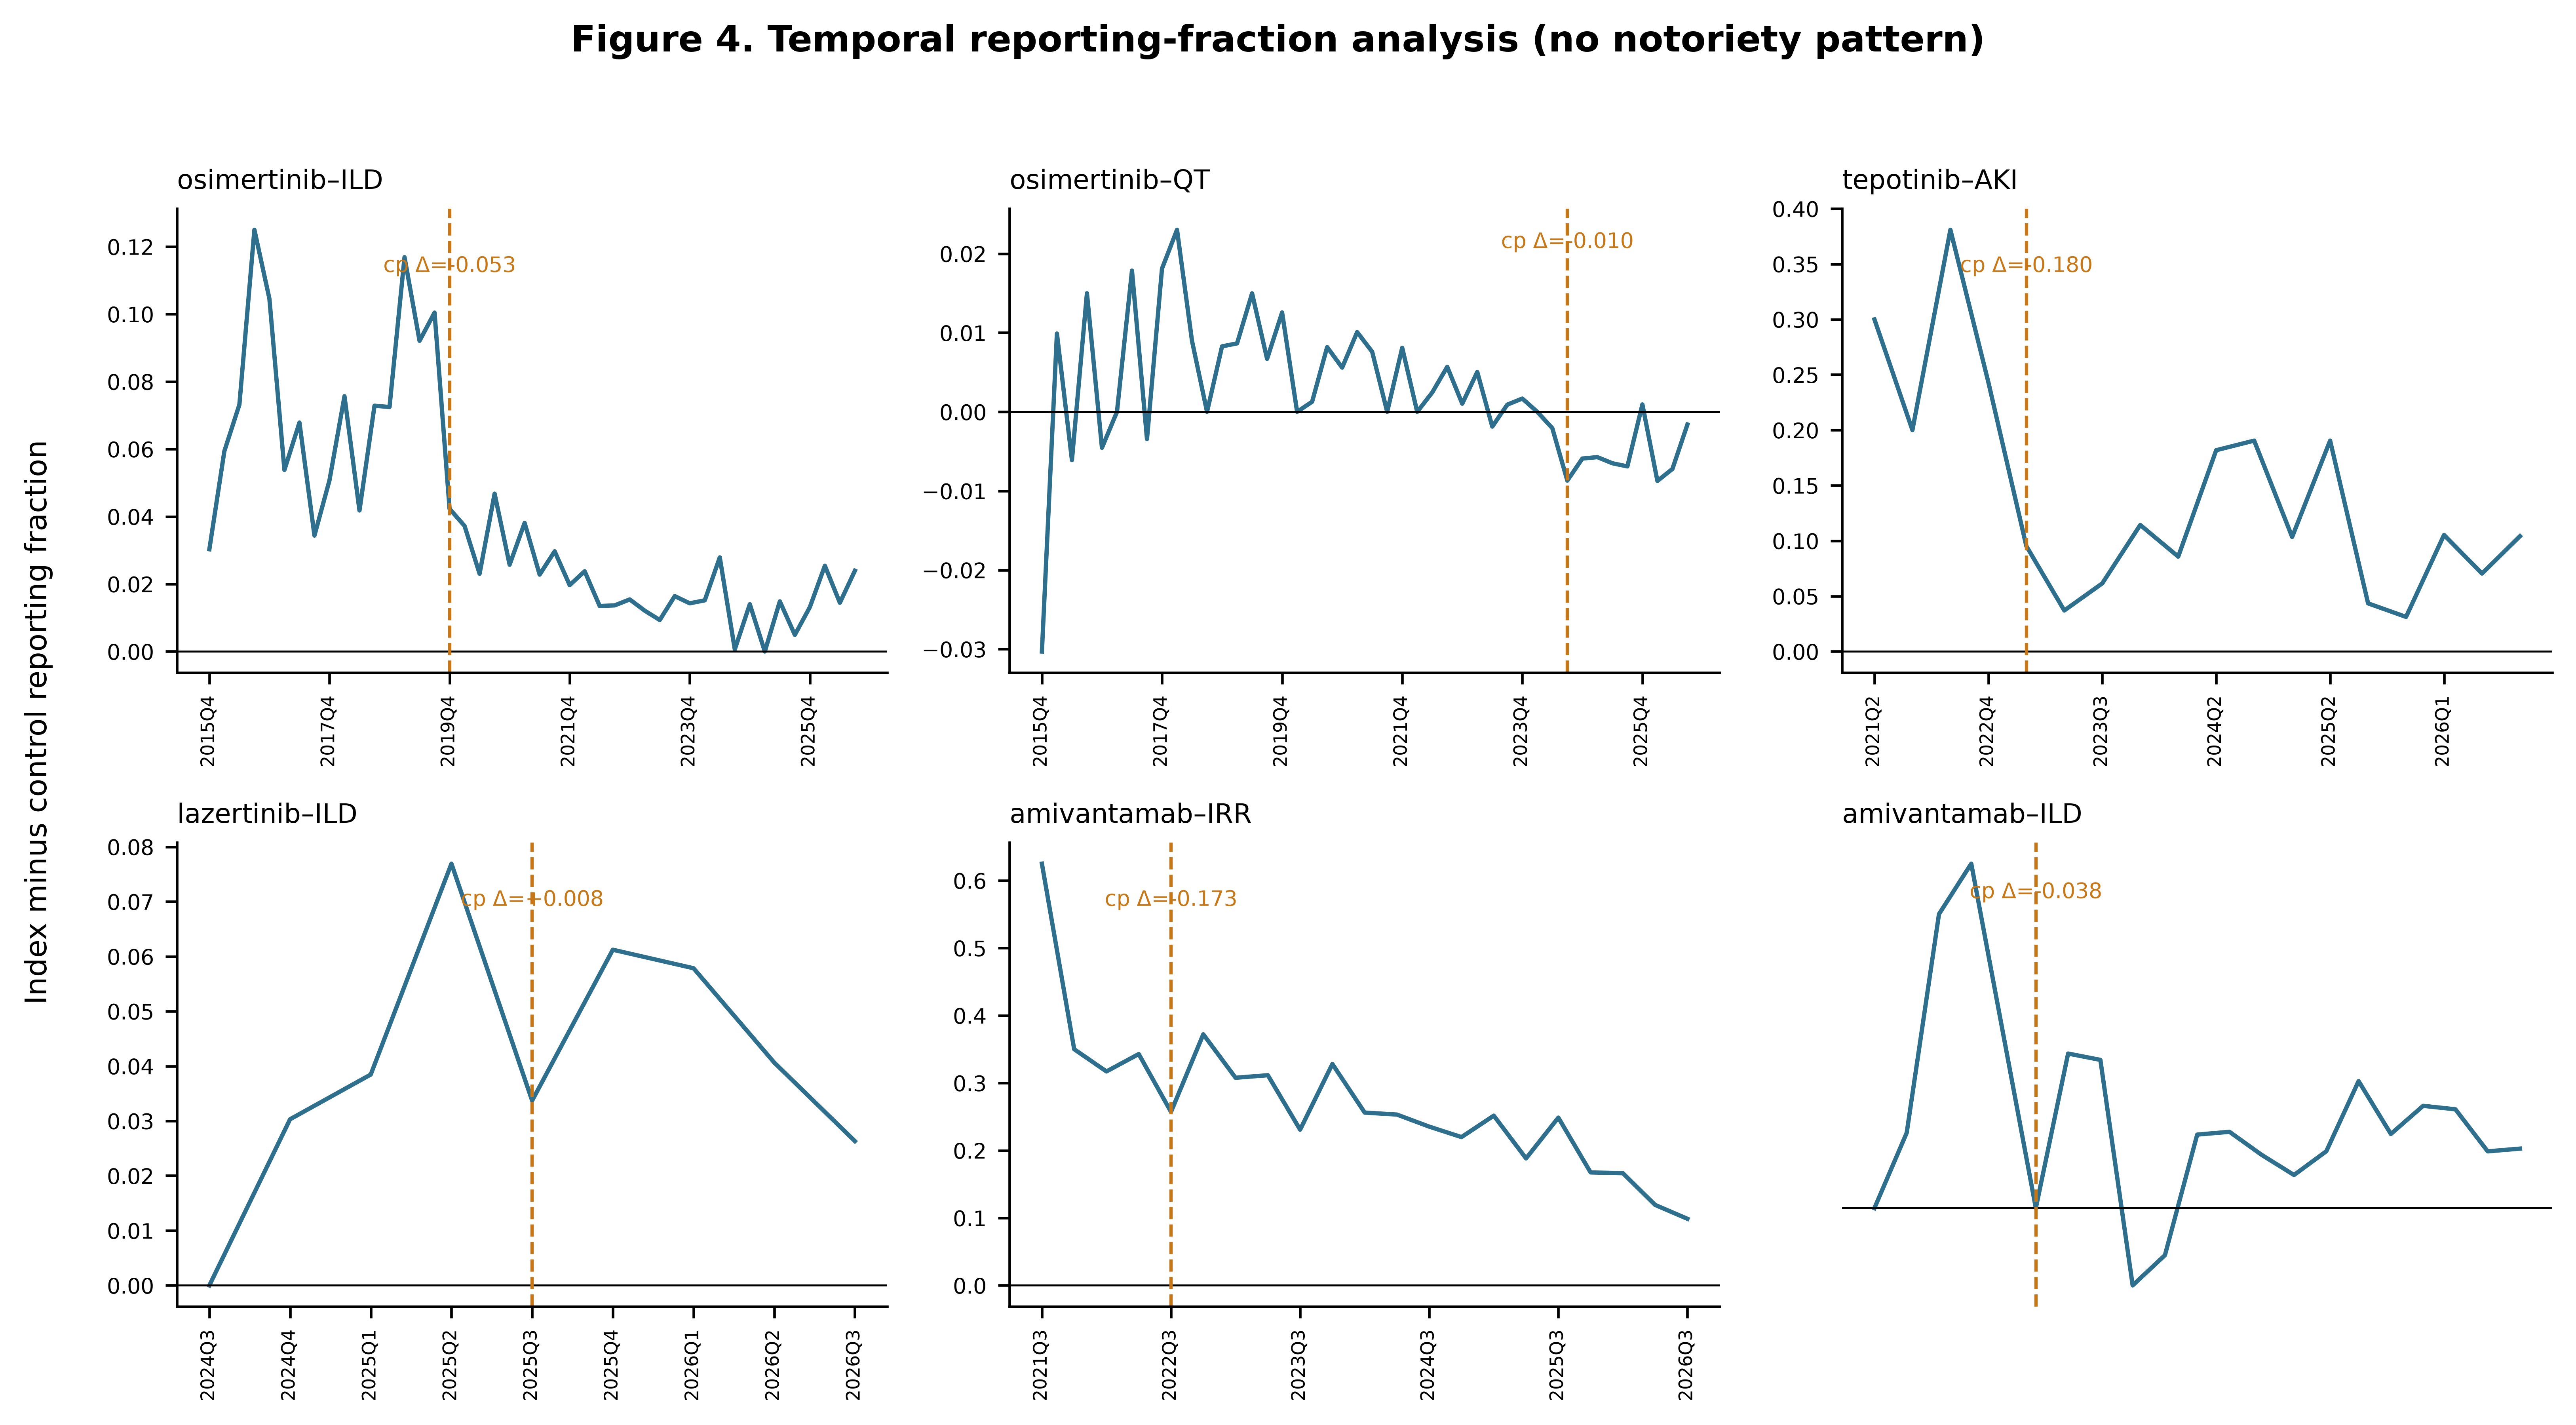 Figure 4. Temporal reporting-fraction analysis (no notoriety pattern)
Index minus control reporting fraction
osimertinib–ILD
0.12
0.10
0.08
0.06
0.04
0.02
0.00
cp Δ=-0.053
2015Q4
2017Q4
2019Q4
2021Q4
2023Q4
2025Q4
osimertinib–QT
0.02
0.01
0.00
−0.01
−0.02
−0.03
cp Δ=-0.010
2015Q4
2017Q4
2019Q4
2021Q4
2023Q4
2025Q4
tepotinib–AKI
0.40
0.35
0.30
0.25
0.20
0.15
0.10
0.05
0.00
cp Δ=-0.180
2021Q2
2022Q4
2023Q3
2024Q2
2025Q2
2026Q1
lazertinib–ILD
0.08
0.07
0.06
0.05
0.04
0.03
0.02
0.01
0.00
cp Δ=+0.008
2024Q3
2024Q4
2025Q1
2025Q2
2025Q3
2025Q4
2026Q1
2026Q2
2026Q3
amivantamab–IRR
0.6
0.5
0.4
0.3
0.2
0.1
0.0
cp Δ=-0.173
2021Q3
2022Q3
2023Q3
2024Q3
2025Q3
2026Q3
amivantamab–ILD
cp Δ=-0.038